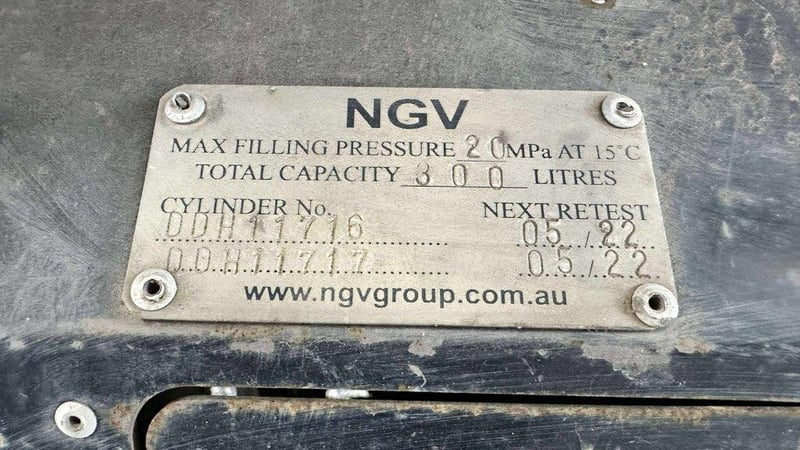 NGV
MAX FILLING PRESSURE 20 MPa AT 15°C
TOTAL CAPACITY 300 LITRES
CYLINDER No. NEXT RETEST
DDH11716 05/22
DDH11717 05/22
www.ngvgroup.com.au